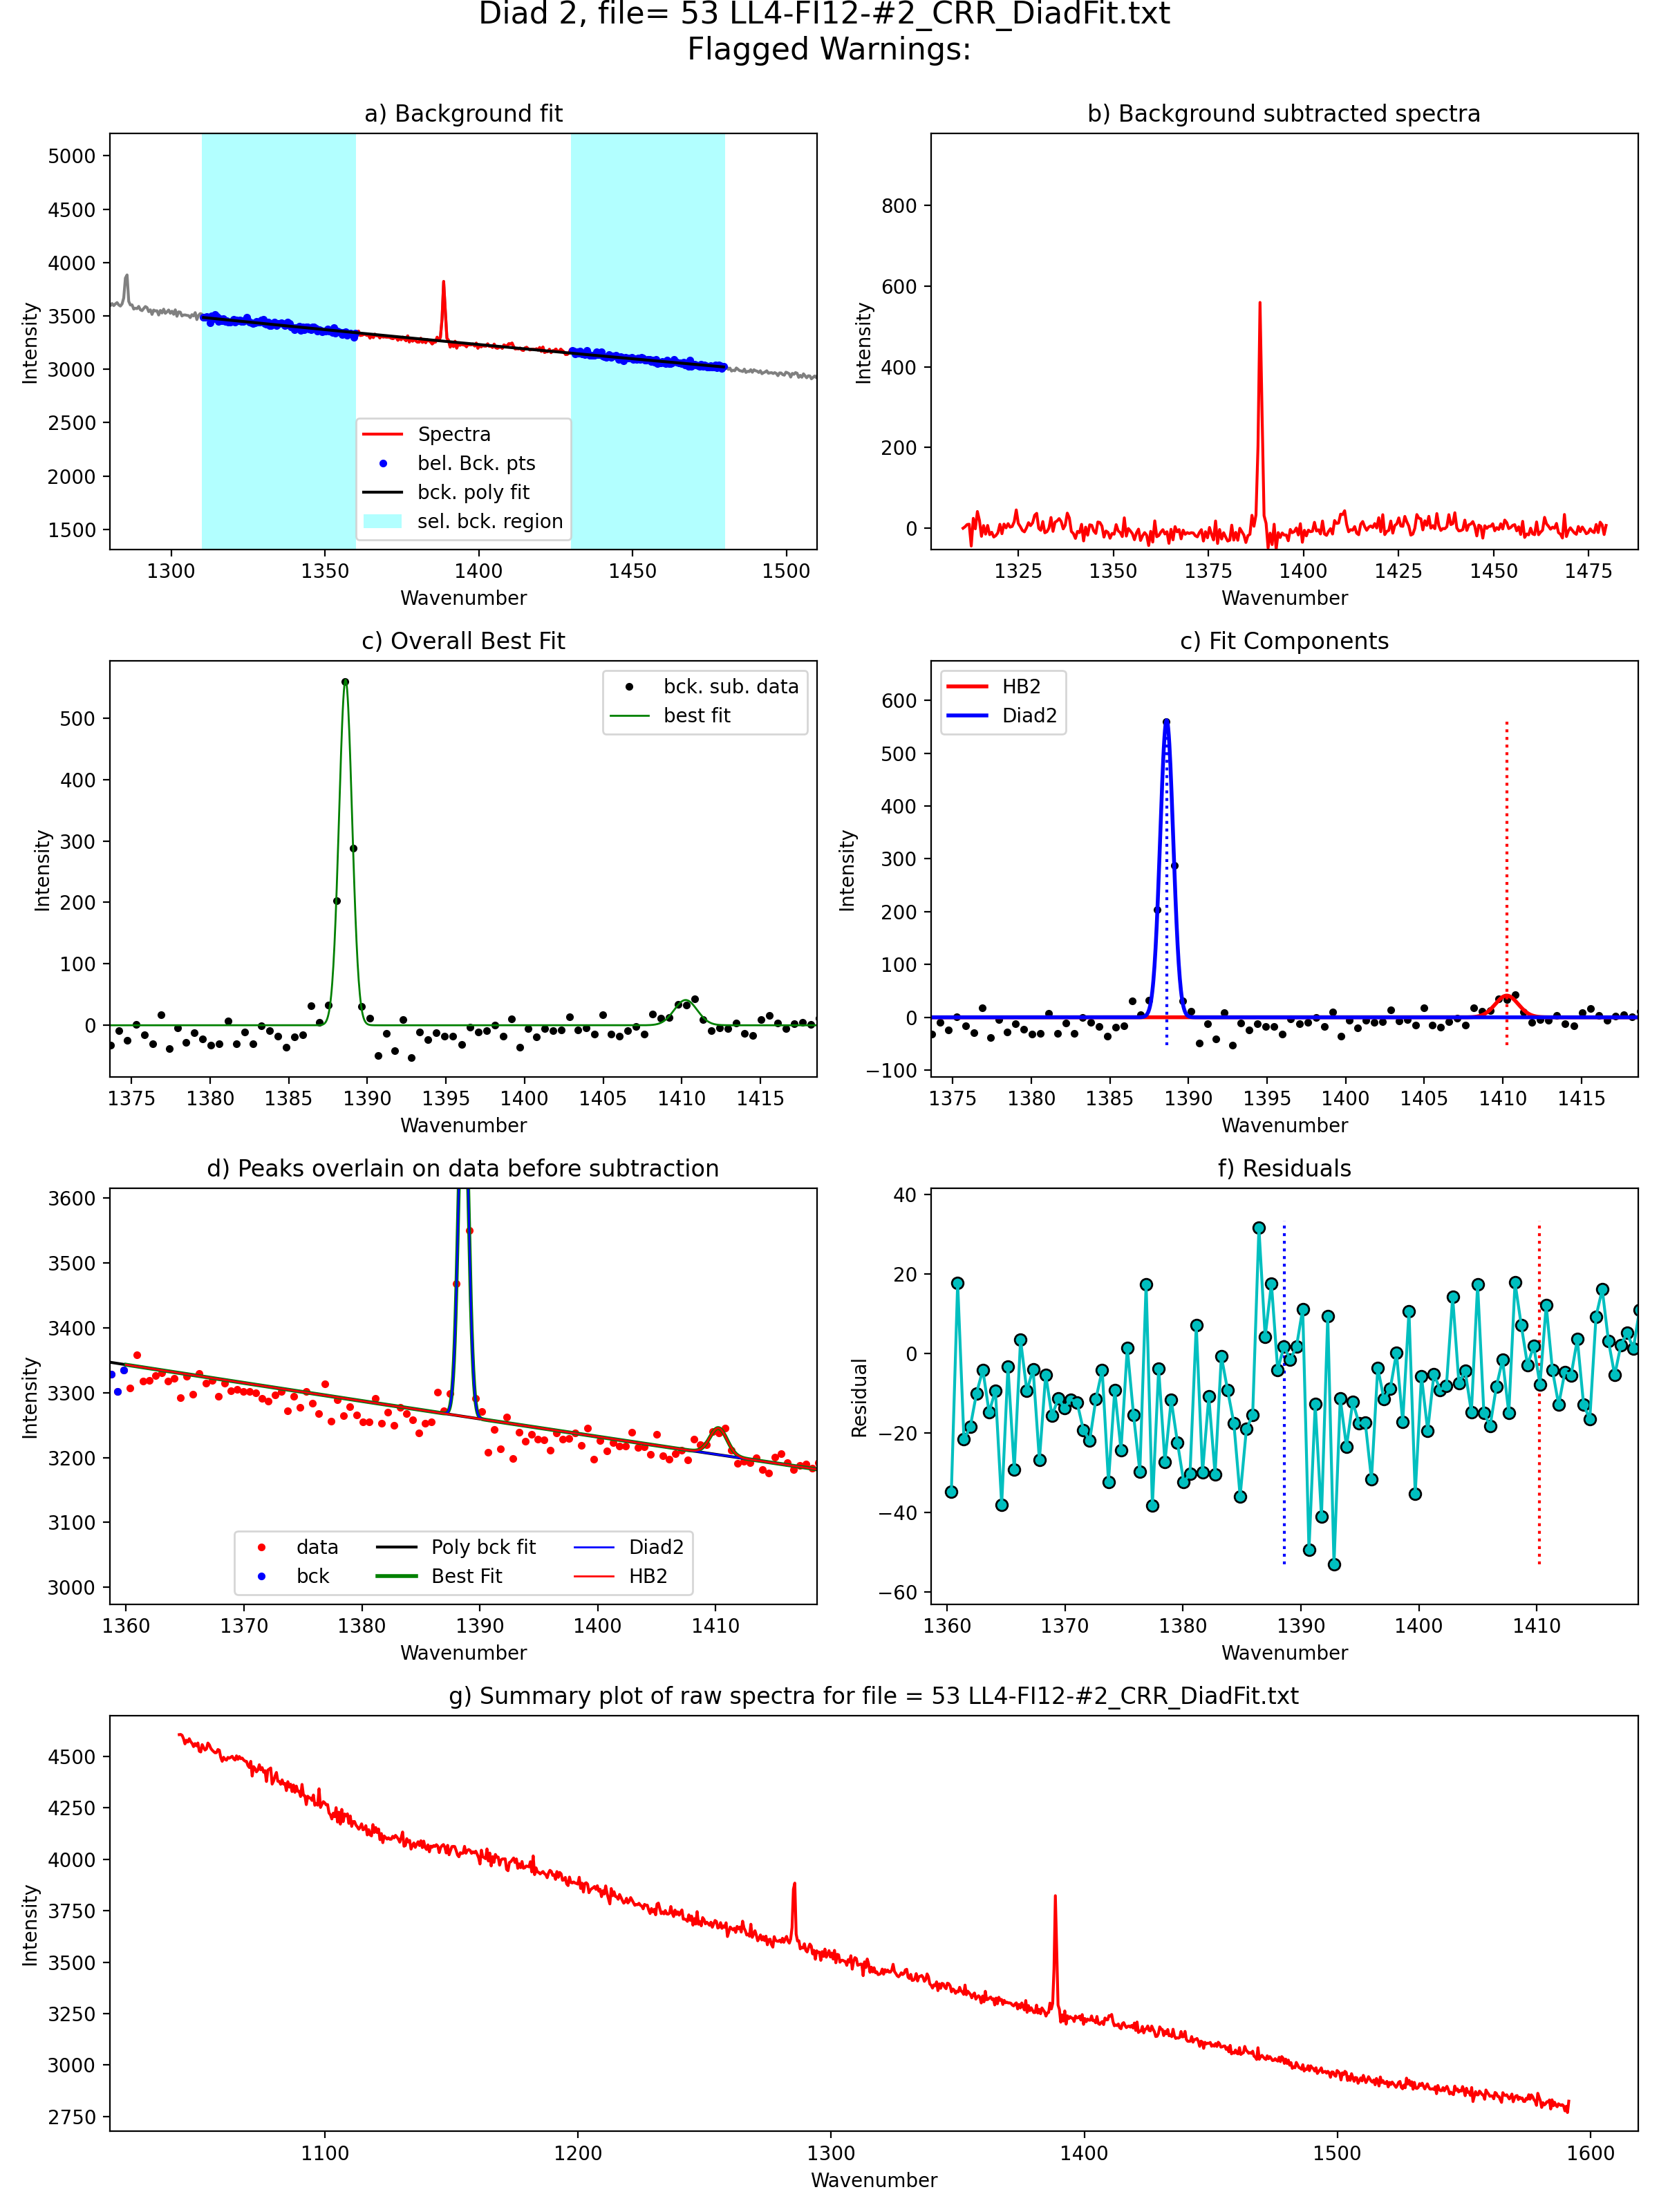 Diad 2, file= 53 LL4-FI12-#2_CRR_DiadFit.txt
Flagged Warnings:
a) Background fit
5000
4500
4000
3500
3000
2500
2000
1500
Intensity
Spectra
bel. Bck. pts
bck. poly fit
sel. bck. region
1300 1350 1400 1450 1500
Wavenumber
b) Background subtracted spectra
800
600
400
200
0
Intensity
1325 1350 1375 1400 1425 1450 1475
Wavenumber
c) Overall Best Fit
500
400
300
200
100
0
Intensity
bck. sub. data
best fit
1375 1380 1385 1390 1395 1400 1405 1410 1415
Wavenumber
c) Fit Components
600
500
400
300
200
100
0
−100
Intensity
HB2
Diad2
1375 1380 1385 1390 1395 1400 1405 1410 1415
Wavenumber
d) Peaks overlain on data before subtraction
3600
3500
3400
3300
3200
3100
3000
Intensity
data Poly bck fit Diad2
bck Best Fit HB2
1360 1370 1380 1390 1400 1410
Wavenumber
f) Residuals
40
20
0
−20
−40
−60
Residual
1360 1370 1380 1390 1400 1410
Wavenumber
g) Summary plot of raw spectra for file = 53 LL4-FI12-#2_CRR_DiadFit.txt
4500
4250
4000
3750
3500
3250
3000
2750
Intensity
1100 1200 1300 1400 1500 1600
Wavenumber